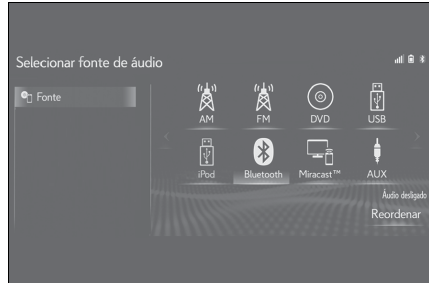 Selecionar fonte de áudio
Fonte
AM FM DVD USB
iPod Bluetooth Miracast™ AUX
Áudio desligado
Reordenar